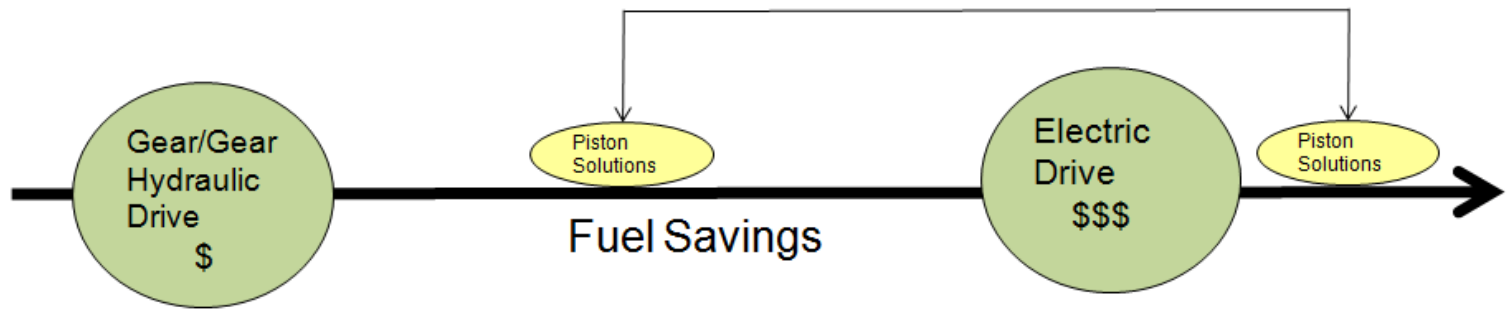 Gear/Gear
Hydraulic
Drive
$
Piston
Solutions
Fuel Savings
Electric
Drive
$$$
Piston
Solutions